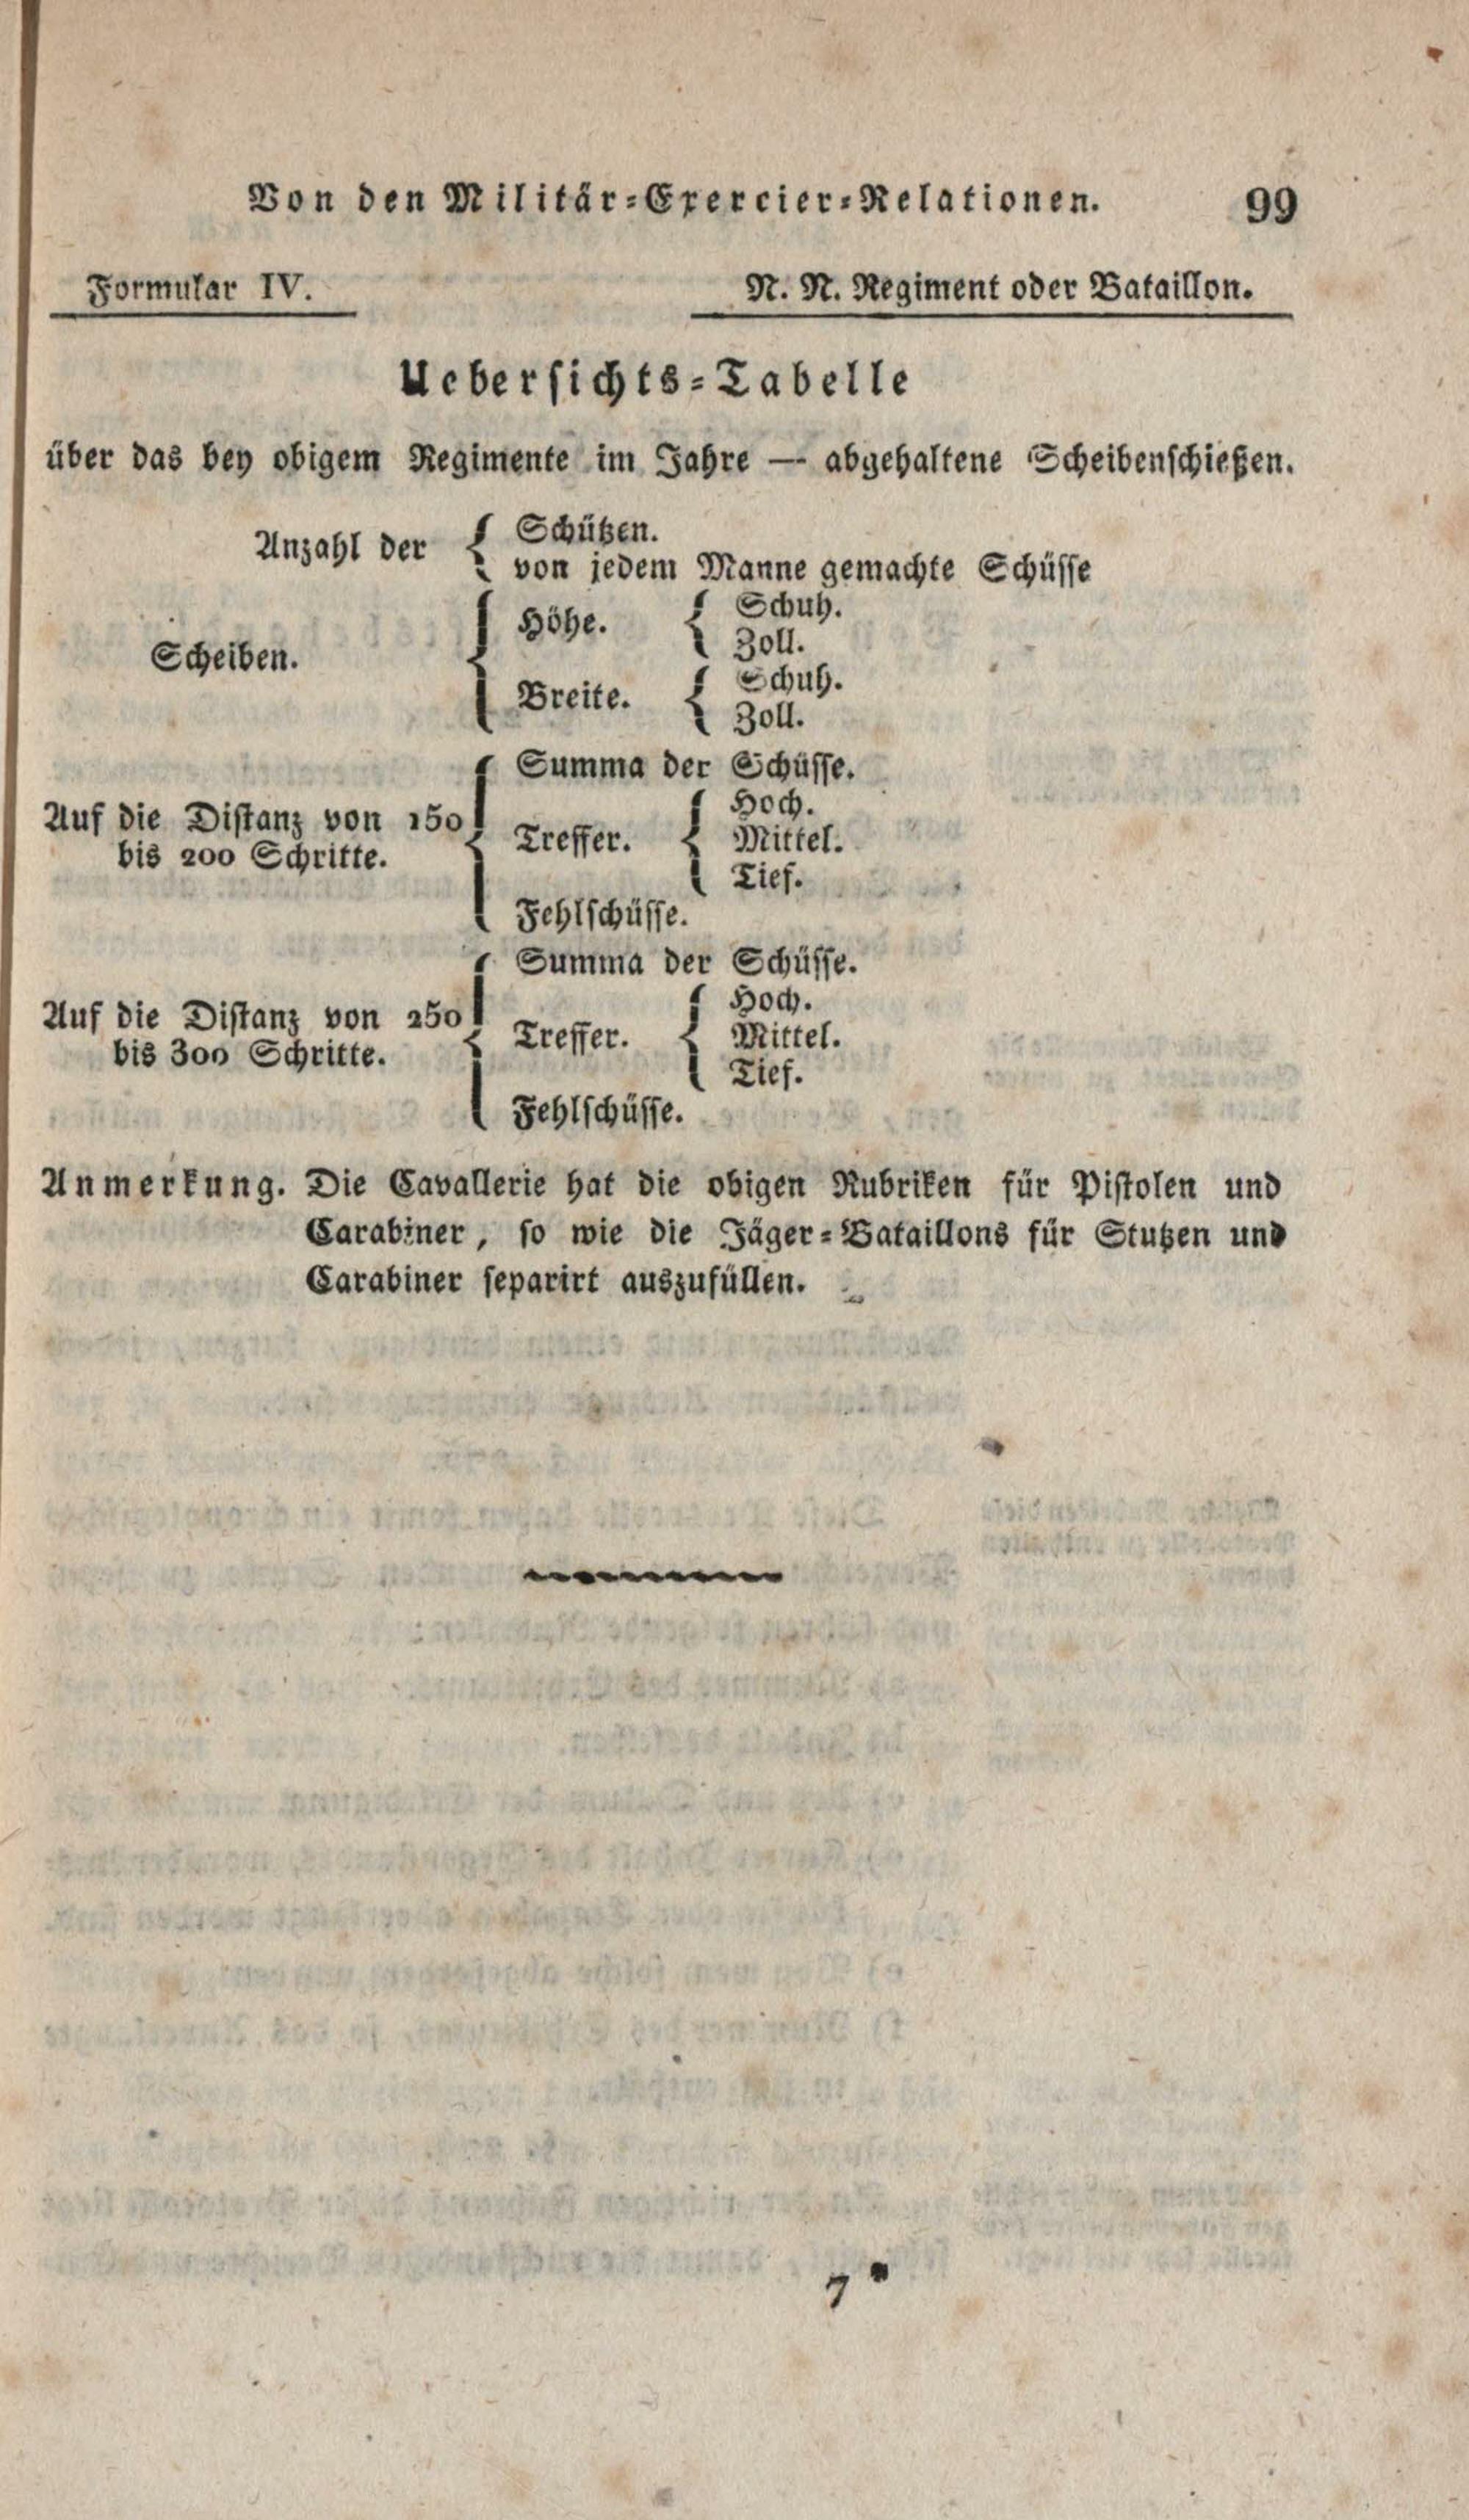 Von den Militär-Exercier-Relationen. 99
Formular IV. N. N. Regiment oder Bataillon.
Uebersichts-Tabelle
über das bey obigem Regimente im Jahre — abgehaltene Scheibenschießen.
Anzahl der { Schützen.
von jedem Manne gemachte Schüsse
Scheiben. { Höhe. { Schuh.
Zoll.
Breite. { Schuh.
Zoll.
Auf die Distanz von 150 bis 200 Schritte. { Summa der Schüsse.
Treffer. { Hoch.
Mittel.
Tief.
Fehlschüsse.
Auf die Distanz von 250 bis 300 Schritte. { Summa der Schüsse.
Treffer. { Hoch.
Mittel.
Tief.
Fehlschüsse.
Anmerkung. Die Cavallerie hat die obigen Rubriken für Pistolen und
Carabiner, so wie die Jäger-Bataillons für Stutzen und
Carabiner separirt auszufüllen.
7*